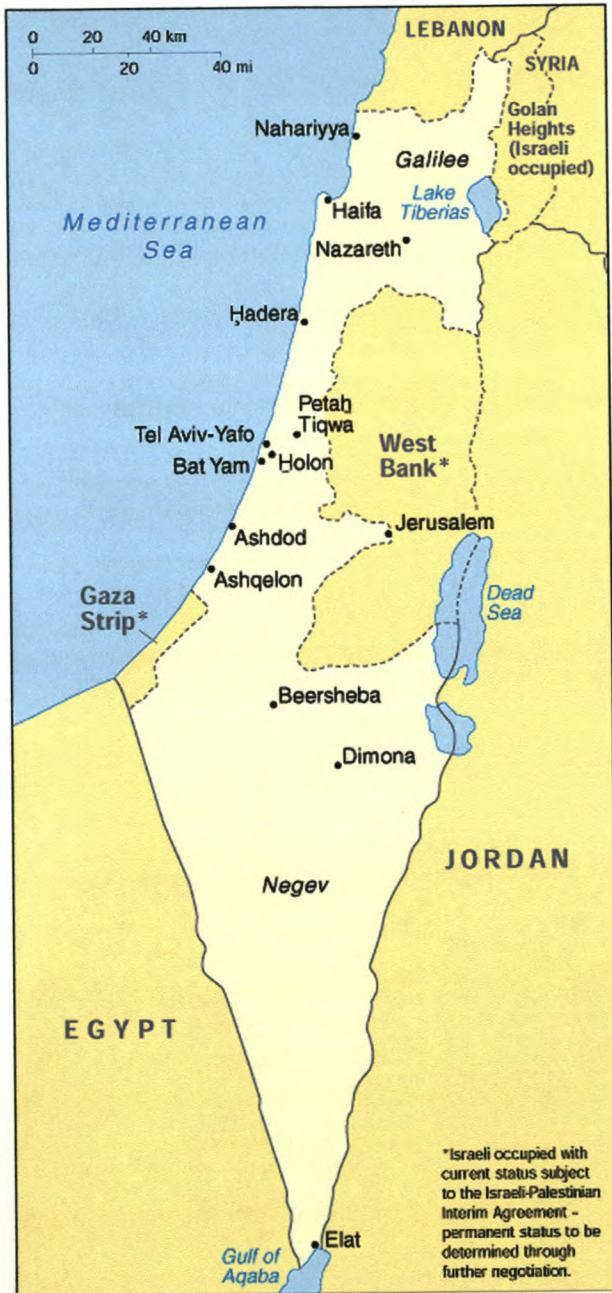 0 20 40 km
0 20 40 mi
LEBANON
SYRIA
Golan
Heights
(Israeli
occupied)
Nahariyya
Galilee
Lake
Tiberias
Haifa
Mediterranean
Sea
Nazareth
Ḩadera
Petaḥ
Tiqwa
Tel Aviv-Yafo
Ḥolon
Bat Yam
West
Bank*
Jerusalem
Ashdod
Ashqelon
Gaza
Strip*
Dead
Sea
Beersheba
Dimona
JORDAN
Negev
EGYPT
*Israeli occupied with
current status subject
to the Israeli-Palestinian
Interim Agreement –
permanent status to be
determined through
further negotiation.
Elat
Gulf of
Aqaba